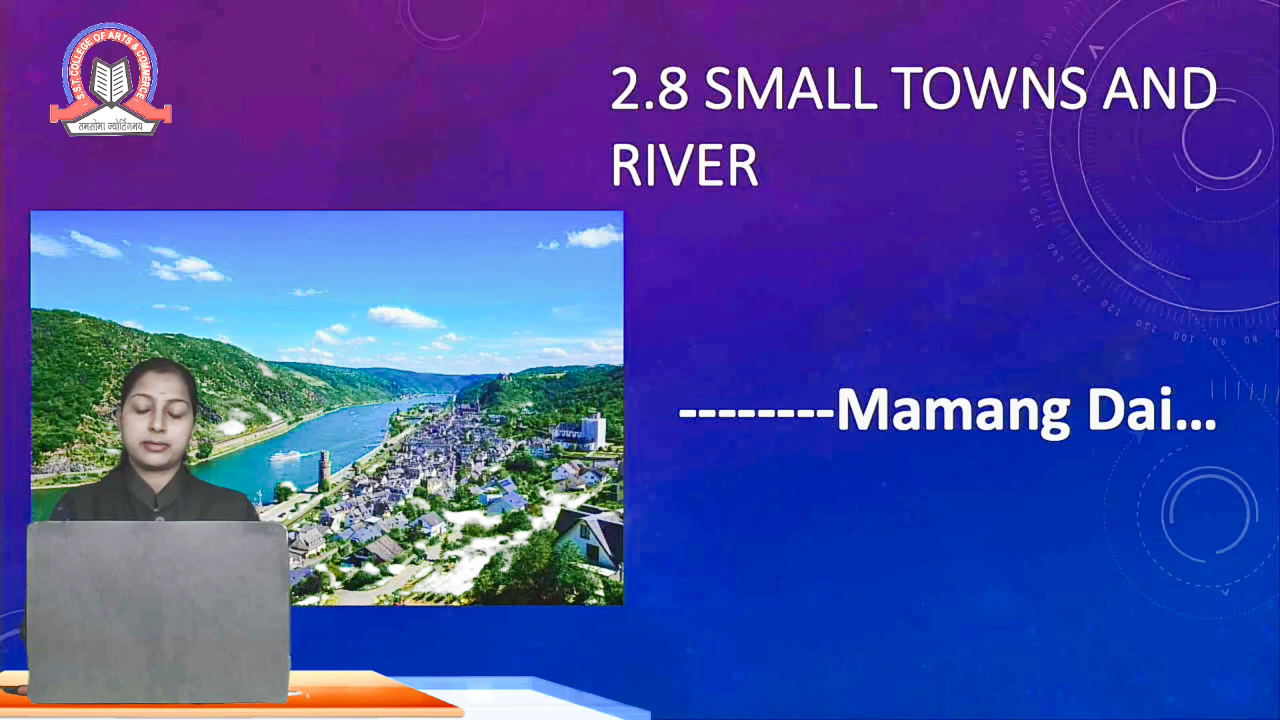 S.S.T. COLLEGE OF ARTS & COMMERCE
तमसोमा ज्योर्तिगमय
2.8 SMALL TOWNS AND
RIVER
--------Mamang Dai...